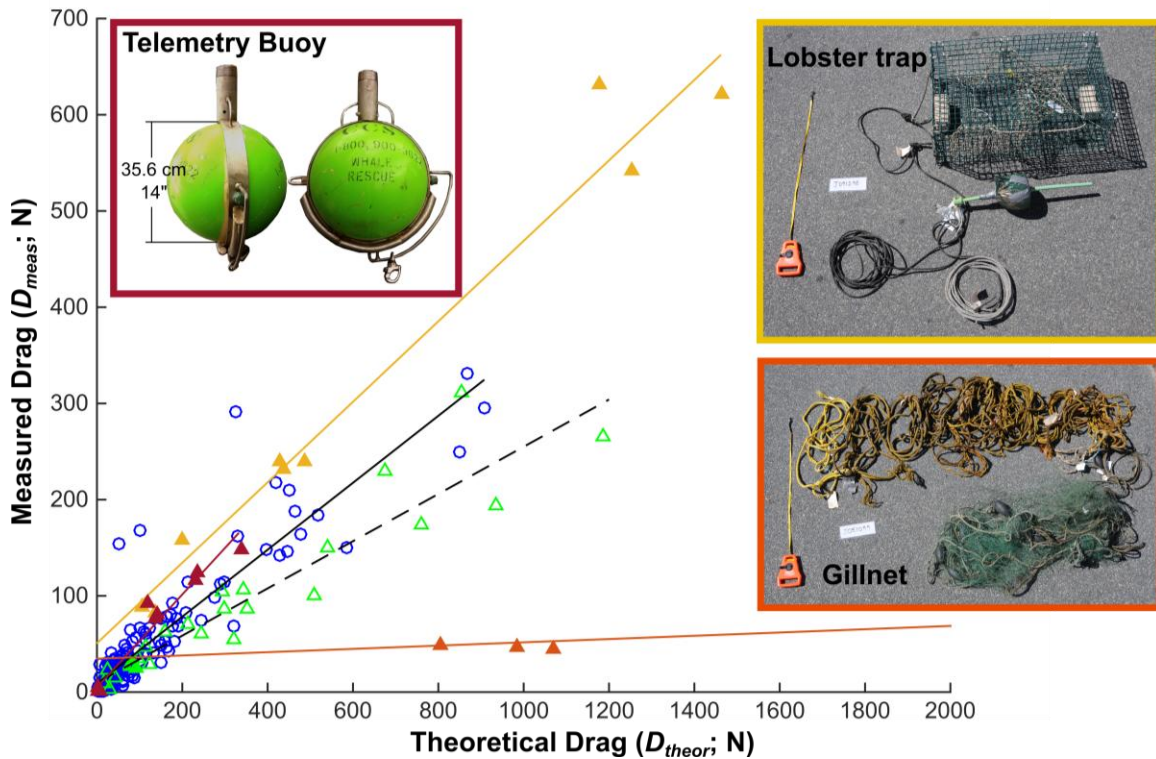 Telemetry Buoy
35.6 cm
14"
WHALE
RESCUE
Lobster trap
Gillnet
700
600
500
400
300
200
100
0
Measured Drag (Dmeas; N)
0 200 400 600 800 1000 1200 1400 1600 1800 2000
Theoretical Drag (Dtheor; N)